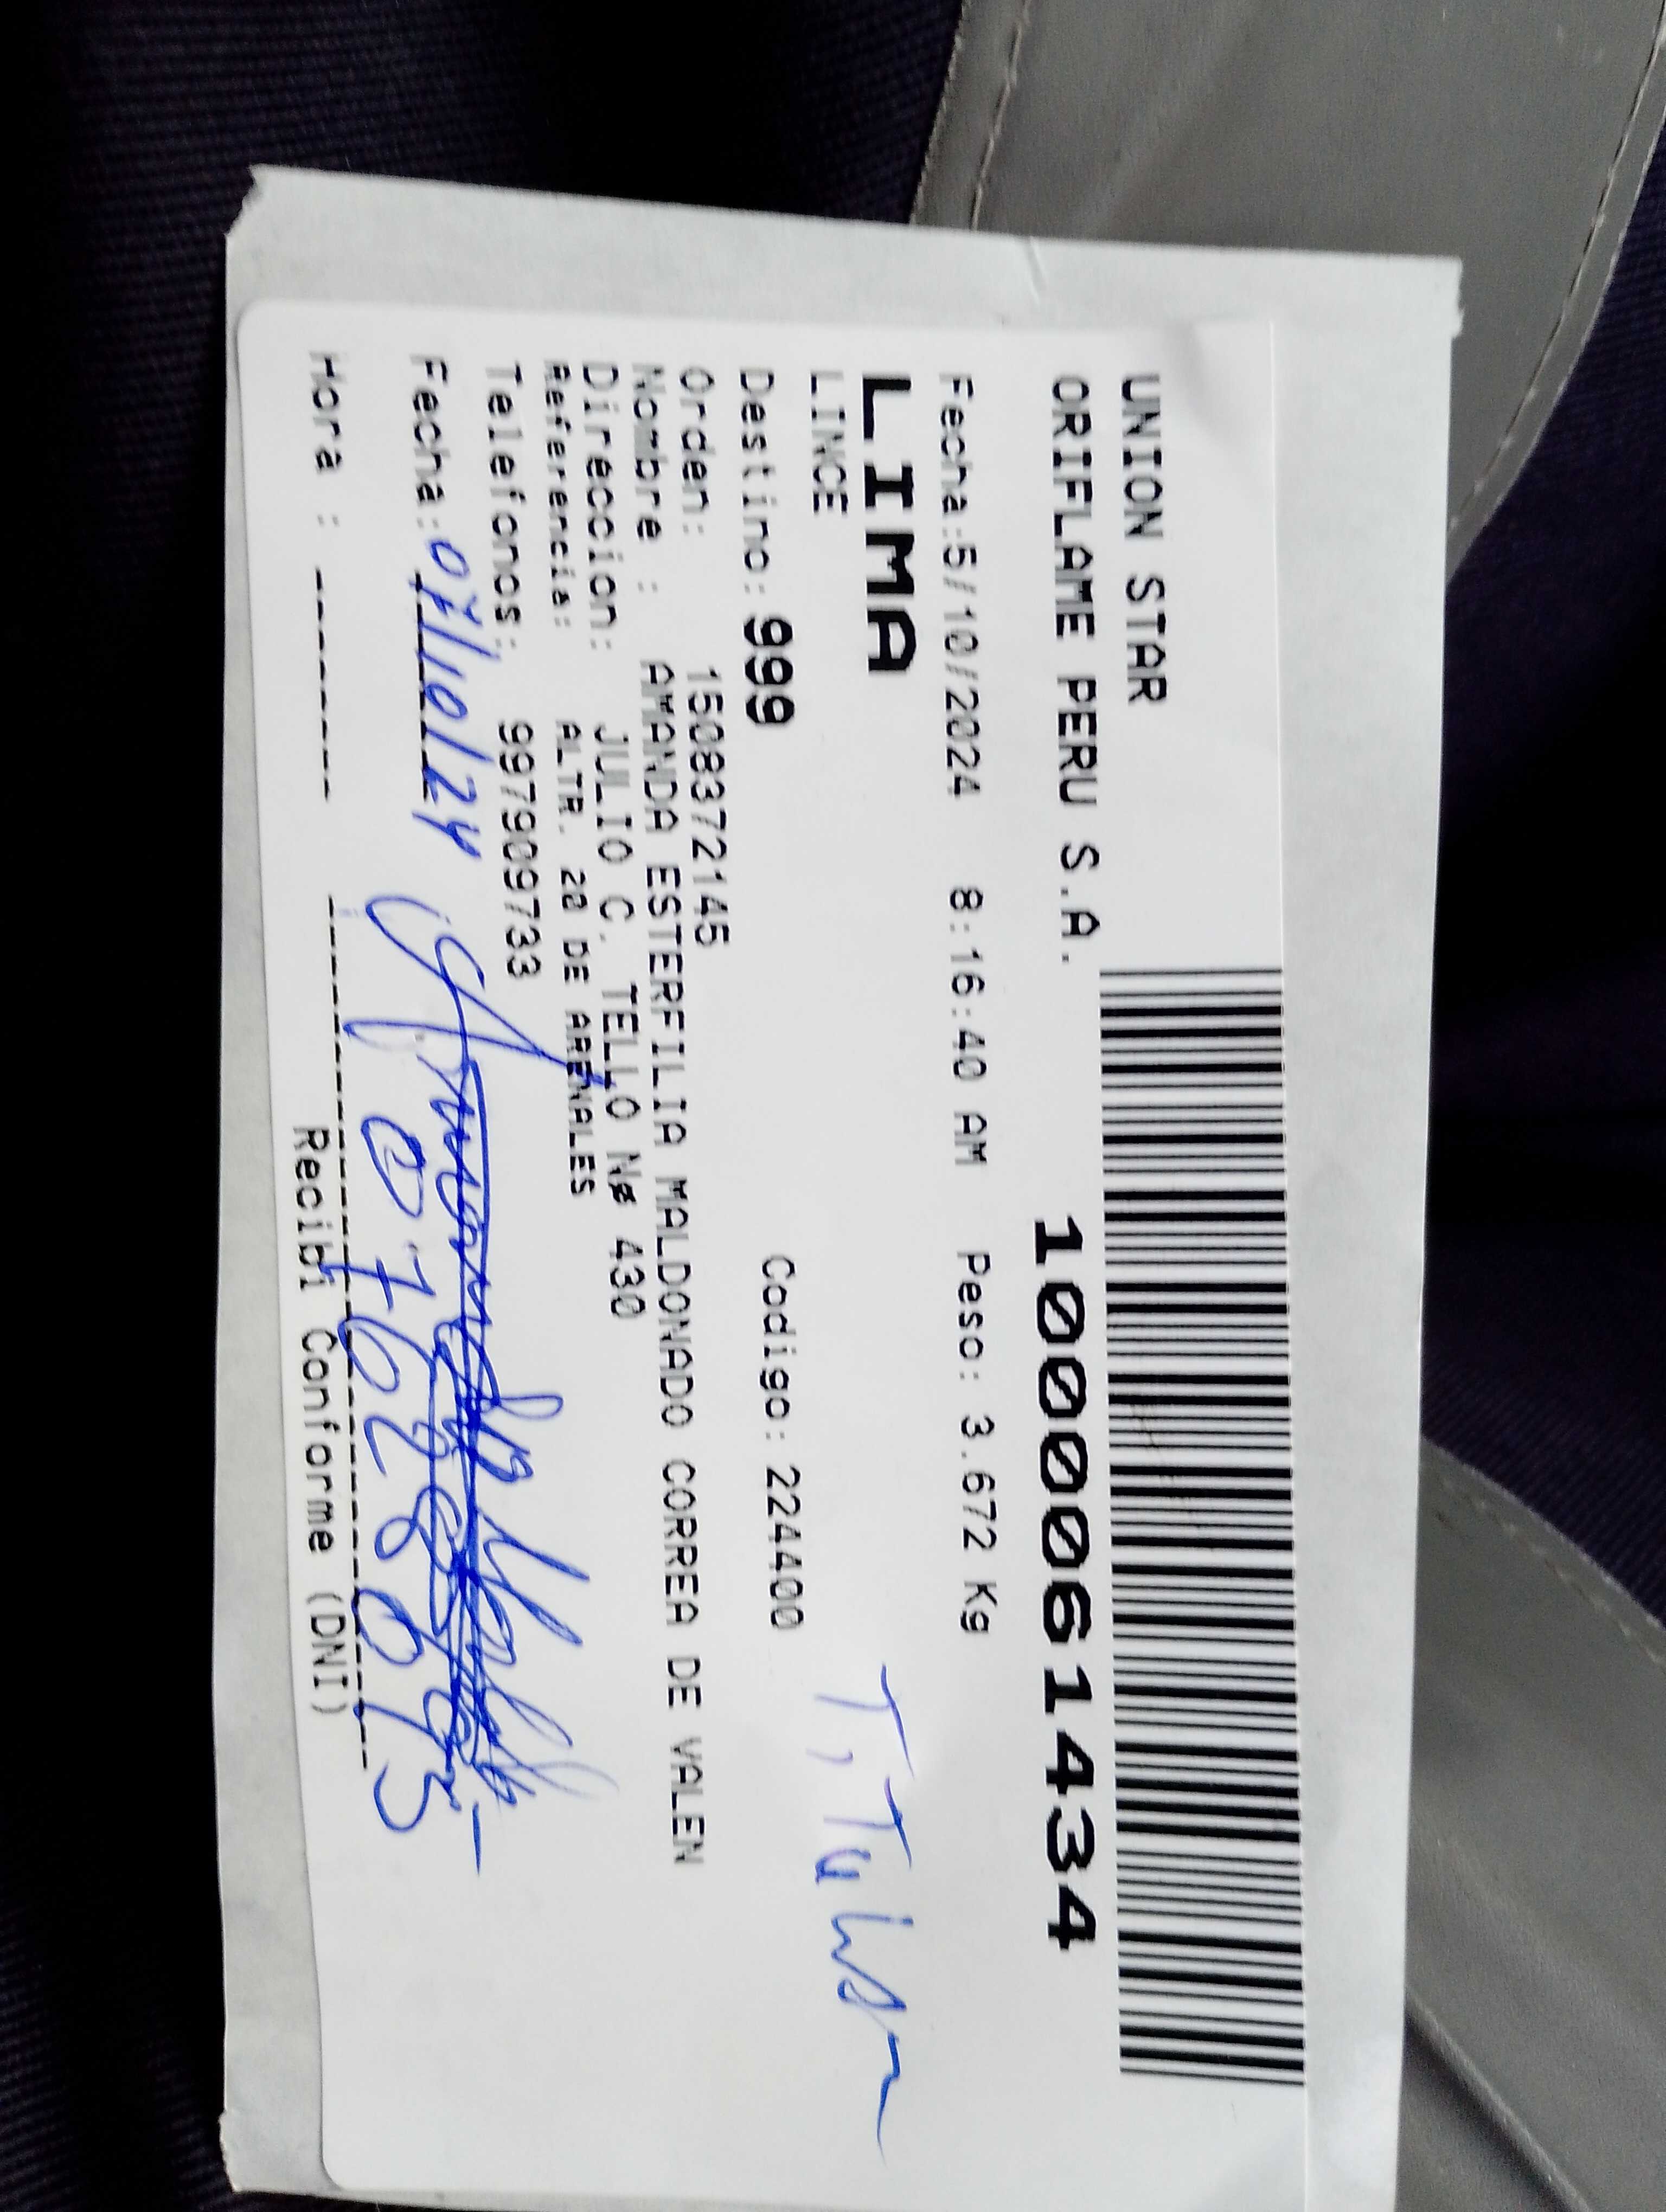 UNION STAR
ORIFLAME PERU S.A.
10000061434
Fecha:5/10/2024 8:16:40 AM Peso: 3.672 Kg
LIMA
LINCE
Destino: 999 Codigo: 224400
Orden: 1508372145
Nombre : AMANDA ESTERFILIA MALDONADO CORREA DE VALEN
Direccion: JULIO C. TELLO Nº 430
Referencia: ALTR. 20 DE ARENALES
Telefonos: 997909733
Fecha:
Hora :
Recibi Conforme (DNI)